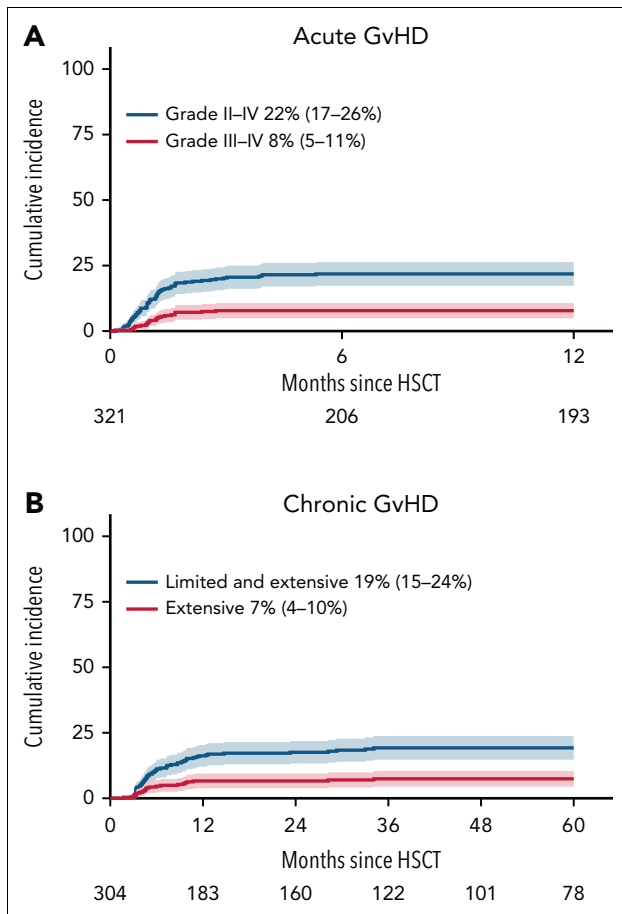 A
Acute GvHD
100
75
50
25
0
Cumulative incidence
Grade II–IV 22% (17–26%)
Grade III–IV 8% (5–11%)
0 6 12
Months since HSCT
321 206 193
B
Chronic GvHD
100
75
50
25
0
Cumulative incidence
Limited and extensive 19% (15–24%)
Extensive 7% (4–10%)
0 12 24 36 48 60
Months since HSCT
304 183 160 122 101 78